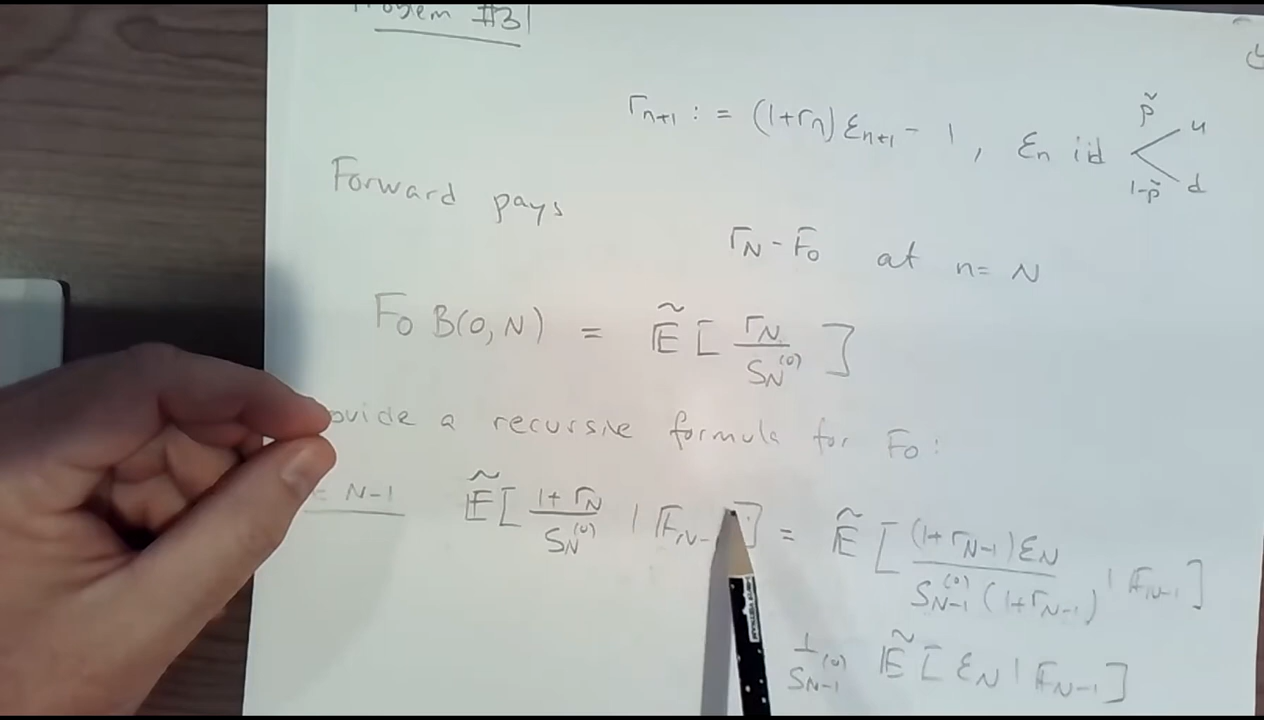 #3
r_{n+1} := (1+r_n) ε_{n+1} - 1 , ε_n iid p̃ u
1-p̃ d
Forward pays
r_N - F_0 at n = N
F_0 B(0,N) = Ẽ [ r_N / S_N^{(0)} ]
a recursive formula for F_0 :
N-1 Ẽ [ (1+r_N) / S_N^{(0)} | F_{N-  ] = Ẽ [ (1+r_{N-1}) ε_N / S_{N-1}^{(0)} (1+r_{N-1}) | F_{N-1} ]
1 / S_{N-1}^{(0)} Ẽ [ ε_N | F_{N-1} ]